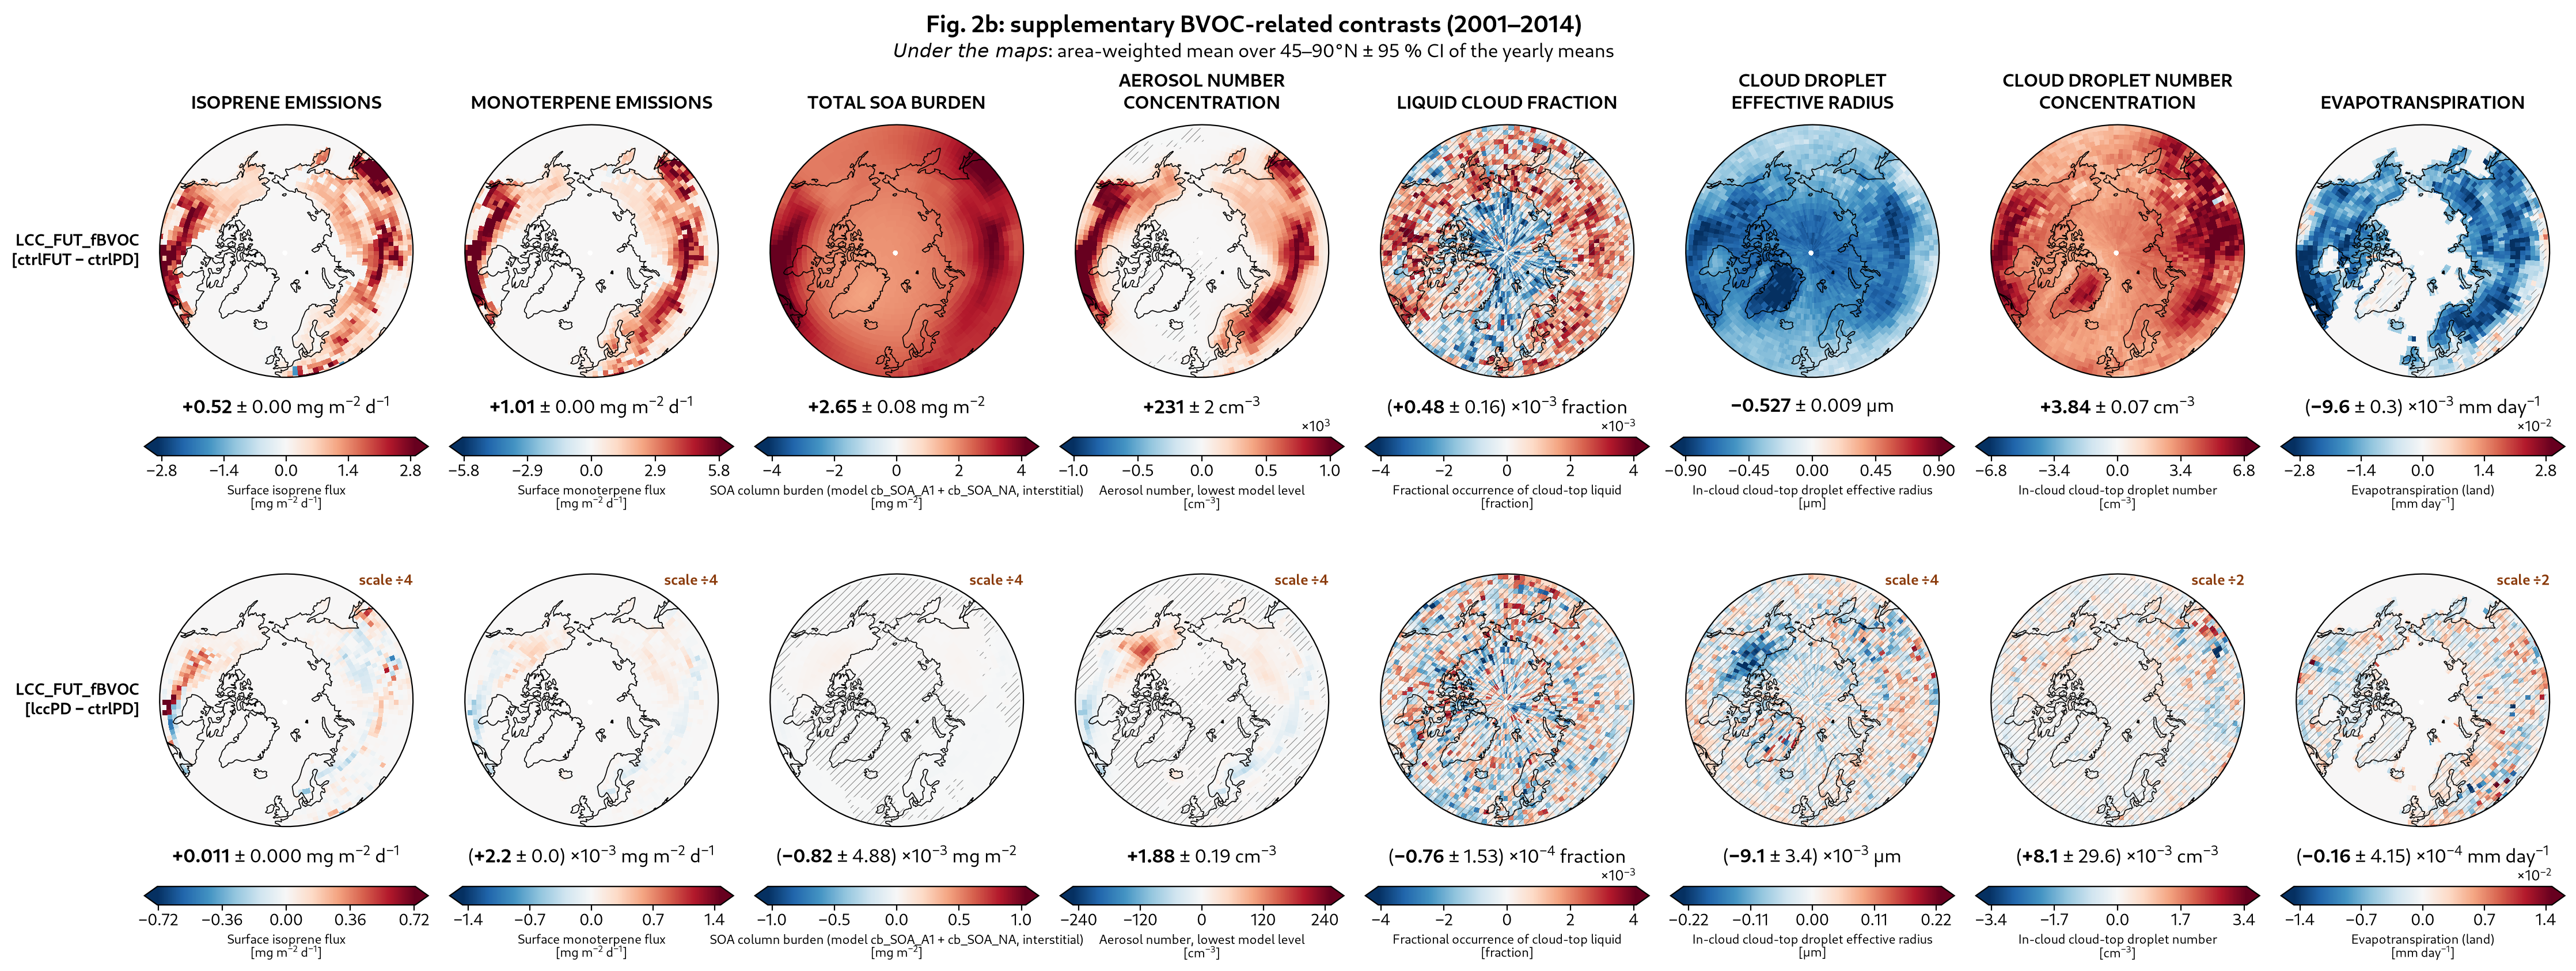 Fig. 2b: supplementary BVOC-related contrasts (2001–2014)
Under the maps: area-weighted mean over 45–90°N ± 95 % CI of the yearly means
ISOPRENE EMISSIONS
MONOTERPENE EMISSIONS
TOTAL SOA BURDEN
AEROSOL NUMBER
CONCENTRATION
LIQUID CLOUD FRACTION
CLOUD DROPLET
EFFECTIVE RADIUS
CLOUD DROPLET NUMBER
CONCENTRATION
EVAPOTRANSPIRATION
LCC_FUT_fBVOC
[ctrlFUT − ctrlPD]
+0.52 ± 0.00 mg m⁻² d⁻¹
+1.01 ± 0.00 mg m⁻² d⁻¹
+2.65 ± 0.08 mg m⁻²
+231 ± 2 cm⁻³
(+0.48 ± 0.16) ×10⁻³ fraction
−0.527 ± 0.009 µm
+3.84 ± 0.07 cm⁻³
(−9.6 ± 0.3) ×10⁻³ mm day⁻¹
×10³
×10⁻³
×10⁻²
−2.8 −1.4 0.0 1.4 2.8
−5.8 −2.9 0.0 2.9 5.8
−4 −2 0 2 4
−1.0 −0.5 0.0 0.5 1.0
−4 −2 0 2 4
−0.90 −0.45 0.00 0.45 0.90
−6.8 −3.4 0.0 3.4 6.8
−2.8 −1.4 0.0 1.4 2.8
Surface isoprene flux
[mg m⁻² d⁻¹]
Surface monoterpene flux
[mg m⁻² d⁻¹]
SOA column burden (model cb_SOA_A1 + cb_SOA_NA, interstitial)
[mg m⁻²]
Aerosol number, lowest model level
[cm⁻³]
Fractional occurrence of cloud-top liquid
[fraction]
In-cloud cloud-top droplet effective radius
[µm]
In-cloud cloud-top droplet number
[cm⁻³]
Evapotranspiration (land)
[mm day⁻¹]
LCC_FUT_fBVOC
[lccPD − ctrlPD]
scale ÷4
scale ÷4
scale ÷4
scale ÷4
scale ÷4
scale ÷2
scale ÷2
+0.011 ± 0.000 mg m⁻² d⁻¹
(+2.2 ± 0.0) ×10⁻³ mg m⁻² d⁻¹
(−0.82 ± 4.88) ×10⁻³ mg m⁻²
+1.88 ± 0.19 cm⁻³
(−0.76 ± 1.53) ×10⁻⁴ fraction
(−9.1 ± 3.4) ×10⁻³ µm
(+8.1 ± 29.6) ×10⁻³ cm⁻³
(−0.16 ± 4.15) ×10⁻⁴ mm day⁻¹
×10⁻³
×10⁻²
−0.72 −0.36 0.00 0.36 0.72
−1.4 −0.7 0.0 0.7 1.4
−1.0 −0.5 0.0 0.5 1.0
−240 −120 0 120 240
−4 −2 0 2 4
−0.22 −0.11 0.00 0.11 0.22
−3.4 −1.7 0.0 1.7 3.4
−1.4 −0.7 0.0 0.7 1.4
Surface isoprene flux
[mg m⁻² d⁻¹]
Surface monoterpene flux
[mg m⁻² d⁻¹]
SOA column burden (model cb_SOA_A1 + cb_SOA_NA, interstitial)
[mg m⁻²]
Aerosol number, lowest model level
[cm⁻³]
Fractional occurrence of cloud-top liquid
[fraction]
In-cloud cloud-top droplet effective radius
[µm]
In-cloud cloud-top droplet number
[cm⁻³]
Evapotranspiration (land)
[mm day⁻¹]